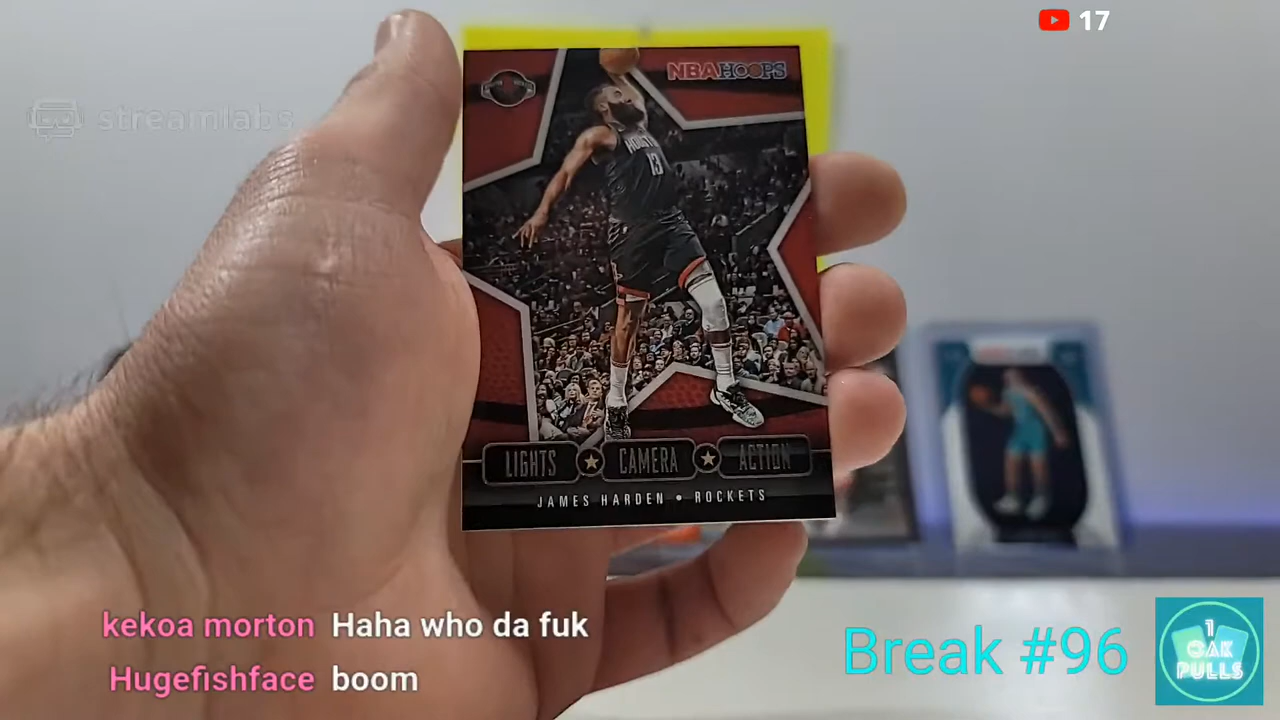 17
streamlabs
NBA HOOPS
HOUSTON
13
LIGHTS CAMERA ACTION
JAMES HARDEN • ROCKETS
kekoa morton Haha who da fuk
Hugefishface boom
Break #96
1
OAK
PULLS